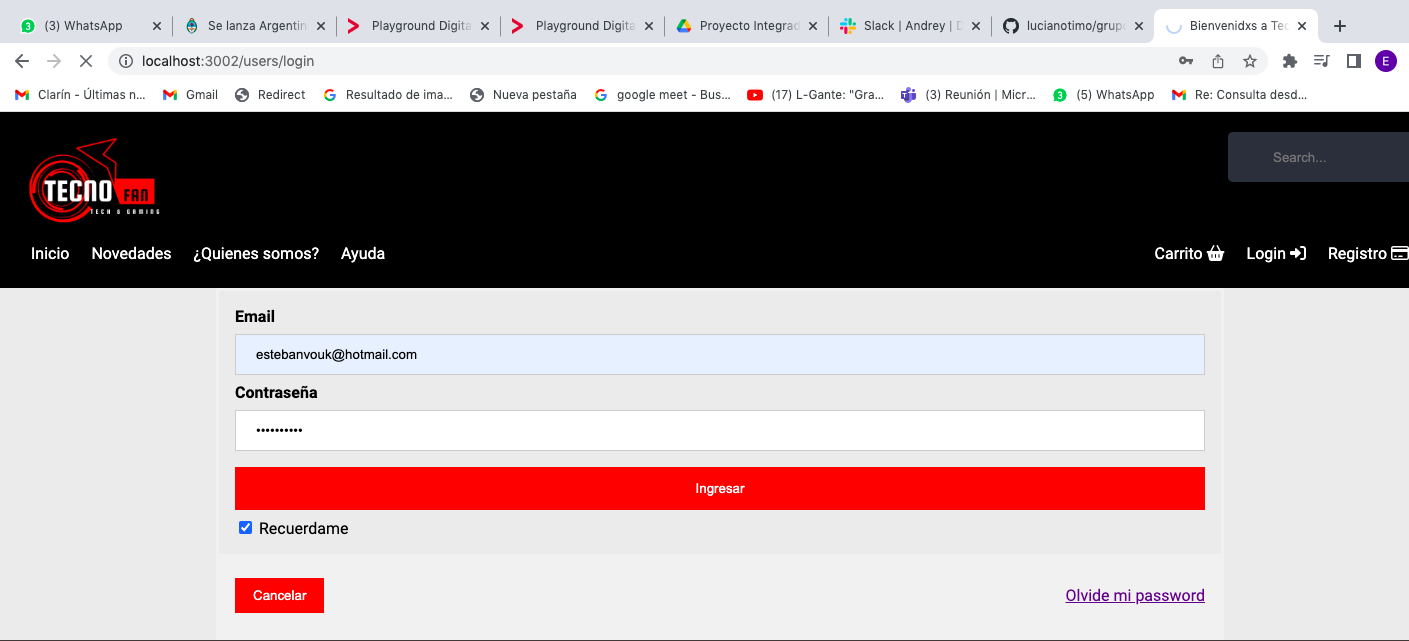 (3) WhatsApp
Se lanza Argentin
Playground Digita
Playground Digita
Proyecto Integrad
Slack | Andrey | D
lucianotimo/grupo
Bienvenidxs a Tec
localhost:3002/users/login
E
Clarín - Últimas n...
Gmail
Redirect
Resultado de ima...
Nueva pestaña
google meet - Bus...
(17) L-Gante: "Gra...
(3) Reunión | Micr...
(5) WhatsApp
Re: Consulta desd...
TECNO FAN
TECH & GAMING
Search...
Inicio Novedades ¿Quienes somos? Ayuda
Carrito Login Registro
Email
estebanvouk@hotmail.com
Contraseña
Ingresar
Recuerdame
Cancelar
Olvide mi password